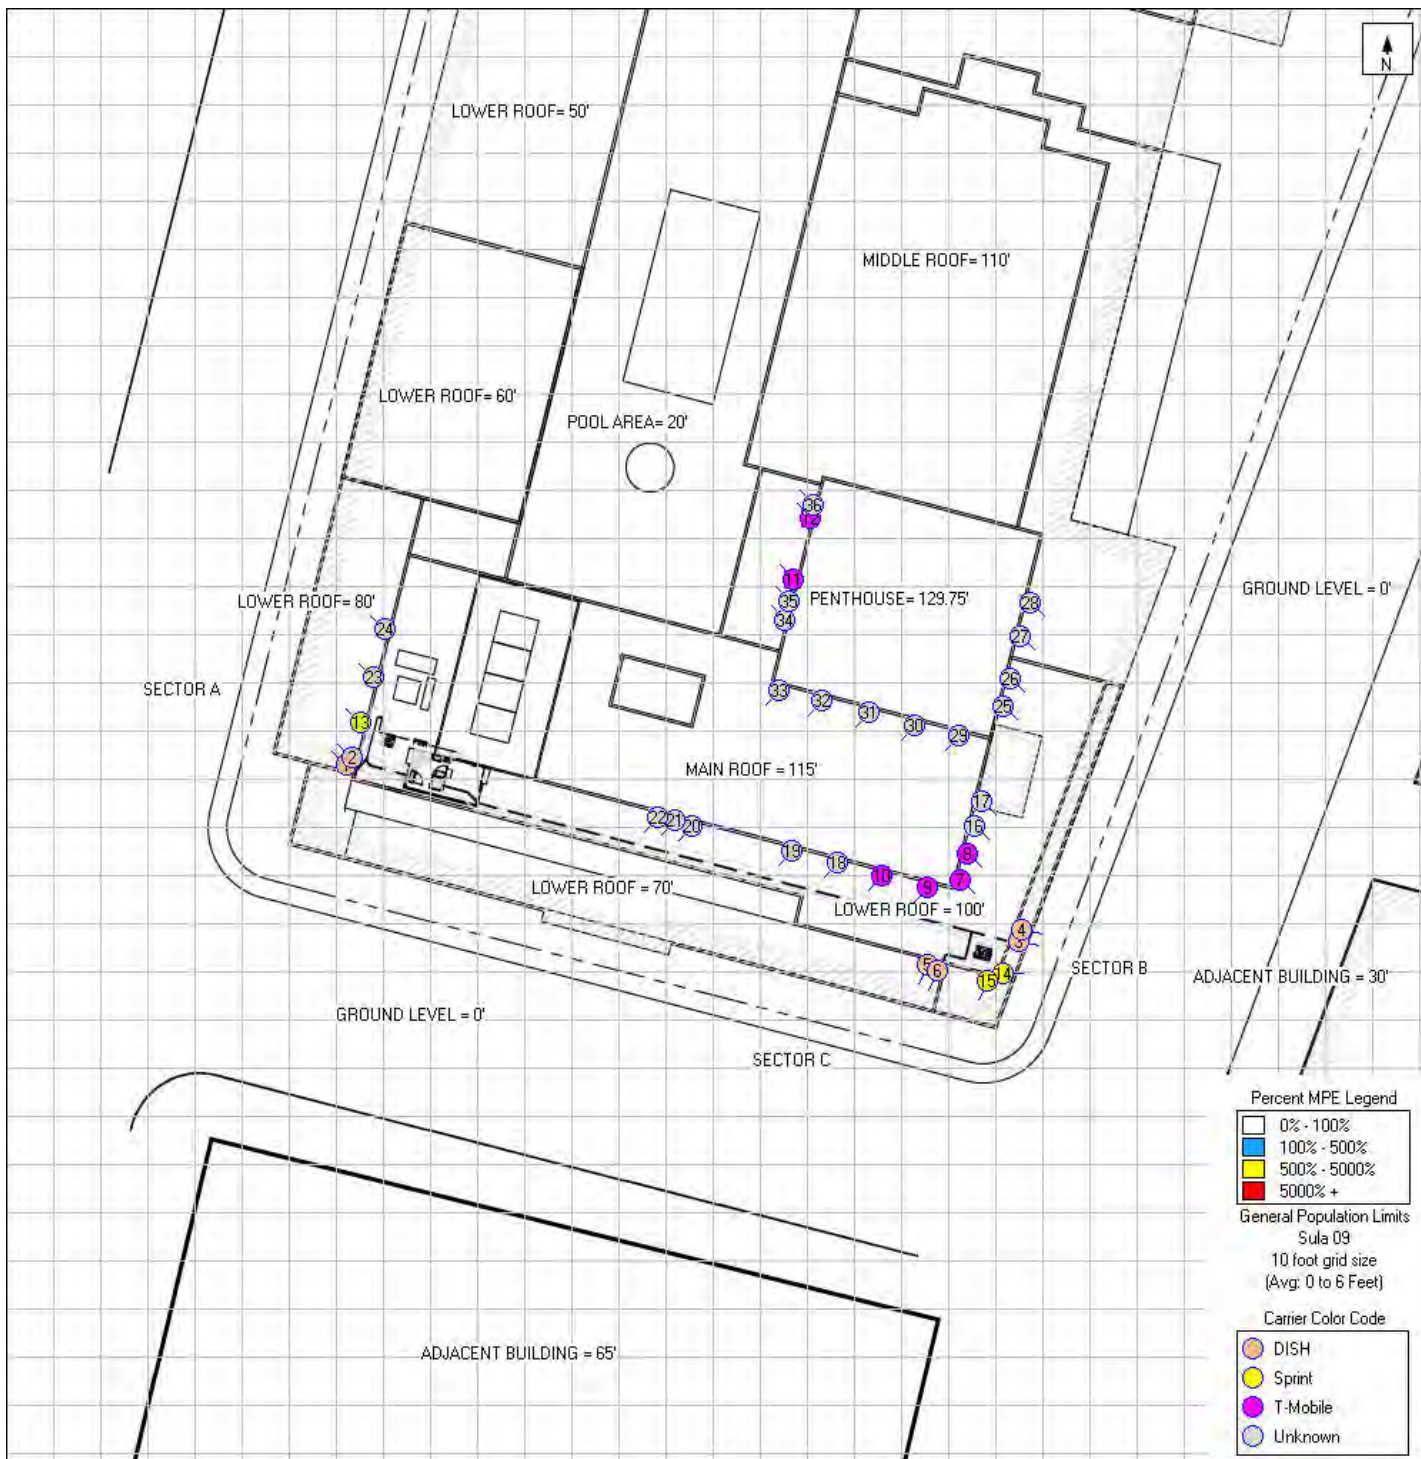 N
LOWER ROOF= 50'
MIDDLE ROOF= 110'
LOWER ROOF= 60'
POOL AREA= 20'
36
12
11
35
PENTHOUSE= 129.75'
34
28
27
GROUND LEVEL = 0'
LOWER ROOF= 80'
24
23
26
25
SECTOR A
33
32
31
30
29
13
2
1
MAIN ROOF = 115'
17
16
22
21
20
19
18
8
7
10
9
LOWER ROOF= 70'
LOWER ROOF = 100'
4
3
5
6
14
15
SECTOR B
ADJACENT BUILDING = 30'
GROUND LEVEL = 0'
SECTOR C
Percent MPE Legend
0% - 100%
100% - 500%
500% - 5000%
5000% +
General Population Limits
Sula 09
10 foot grid size
(Avg: 0 to 6 Feet)
Carrier Color Code
DISH
Sprint
T-Mobile
Unknown
ADJACENT BUILDING = 65'